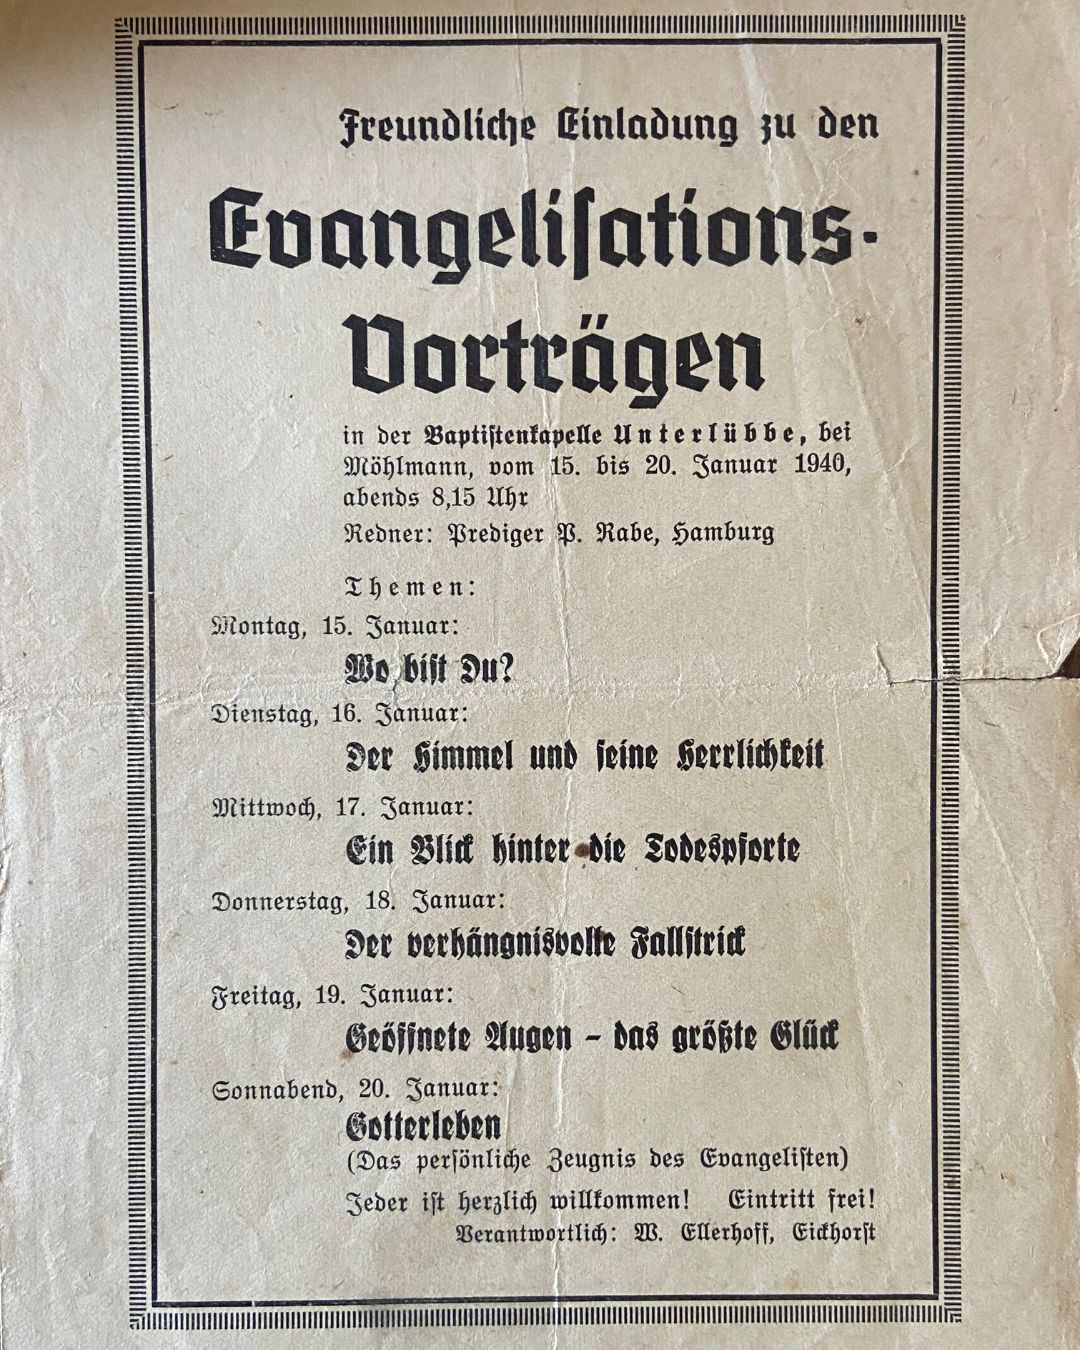 Freundliche Einladung zu den
Evangelisations-
Vorträgen
in der Baptistenkapelle Unterlübbe, bei
Möhlmann, vom 15. bis 20. Januar 1940,
abends 8,15 Uhr
Redner: Prediger P. Rabe, Hamburg
Themen:
Montag, 15. Januar:
Wo bist Du?
Dienstag, 16. Januar:
Der Himmel und seine Herrlichkeit
Mittwoch, 17. Januar:
Ein Blick hinter die Todespforte
Donnerstag, 18. Januar:
Der verhängnisvolle Fallstrick
Freitag, 19. Januar:
Geöffnete Augen – das größte Glück
Sonnabend, 20. Januar:
Gotterleben
(Das persönliche Zeugnis des Evangelisten)
Jeder ist herzlich willkommen! Eintritt frei!
Verantwortlich: W. Ellerhoff, Eickhorst